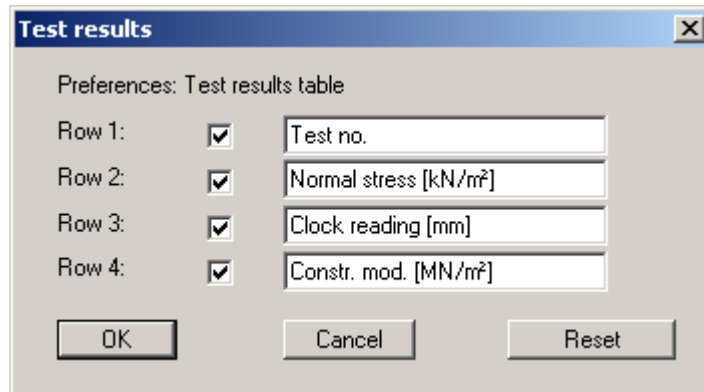 Test results
Preferences: Test results table
Row 1: Test no.
Row 2: Normal stress [kN/m²]
Row 3: Clock reading [mm]
Row 4: Constr. mod. [MN/m²]
OK Cancel Reset